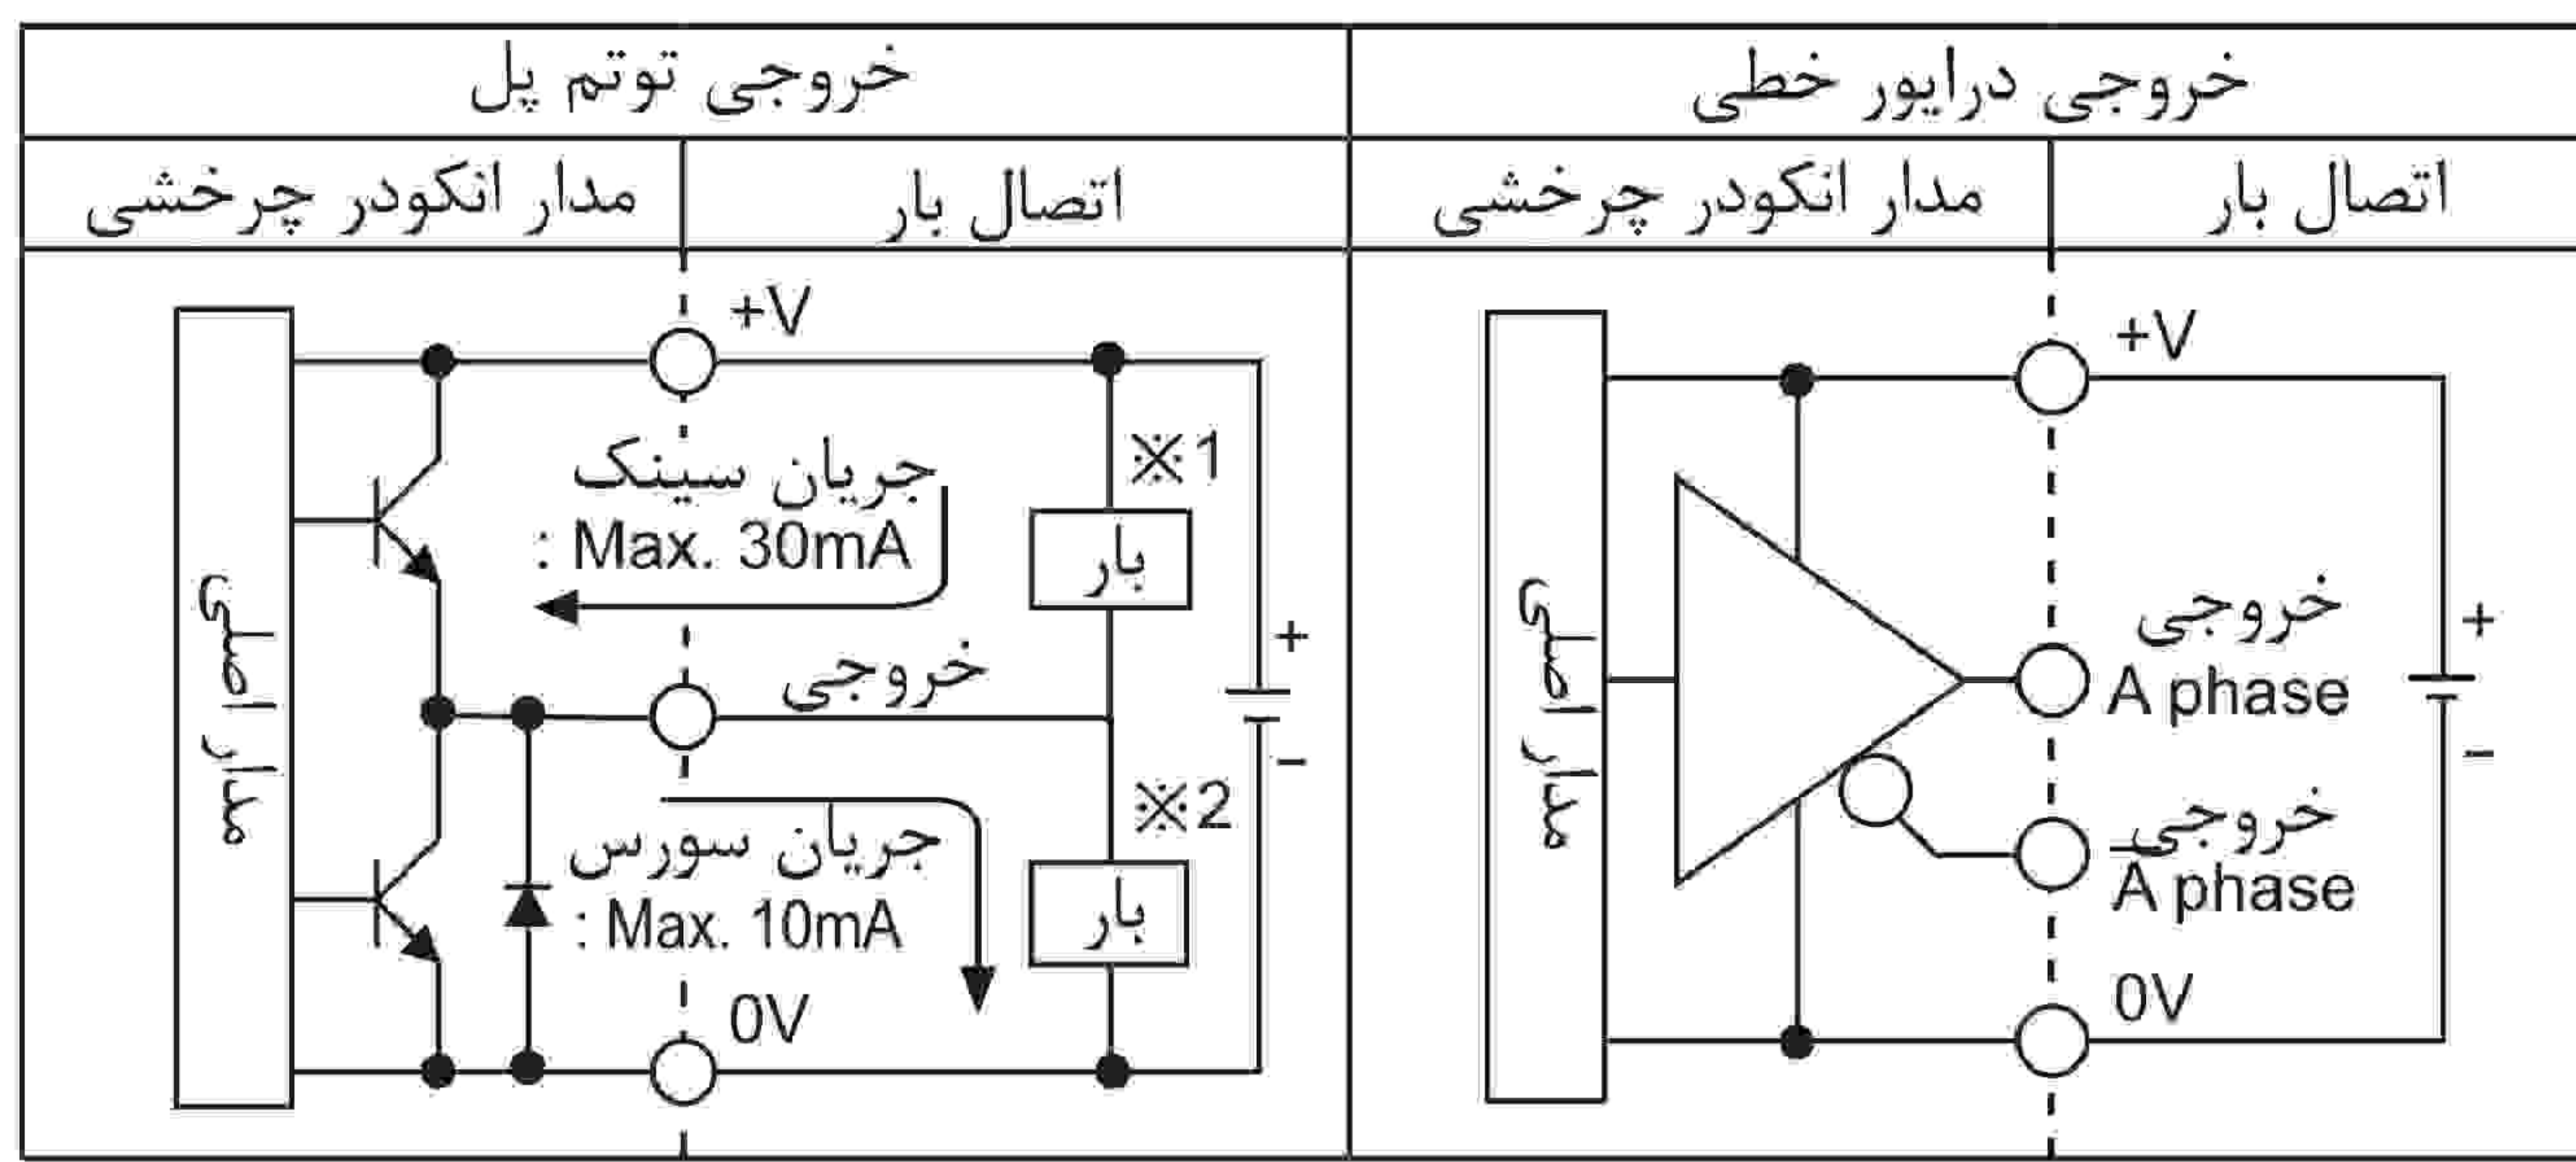 خروجی توتم پل
خروجی درایور خطی
مدار انکودر چرخشی
اتصال بار
مدار انکودر چرخشی
اتصال بار
+V
جریان سینک
: Max. 30mA
※1
بار
مدار اصلی
خروجی
+
−
※2
جریان سورس
: Max. 10mA
بار
0V
+V
مدار اصلی
خروجی
A phase
+
−
خروجی
A̅ phase
0V